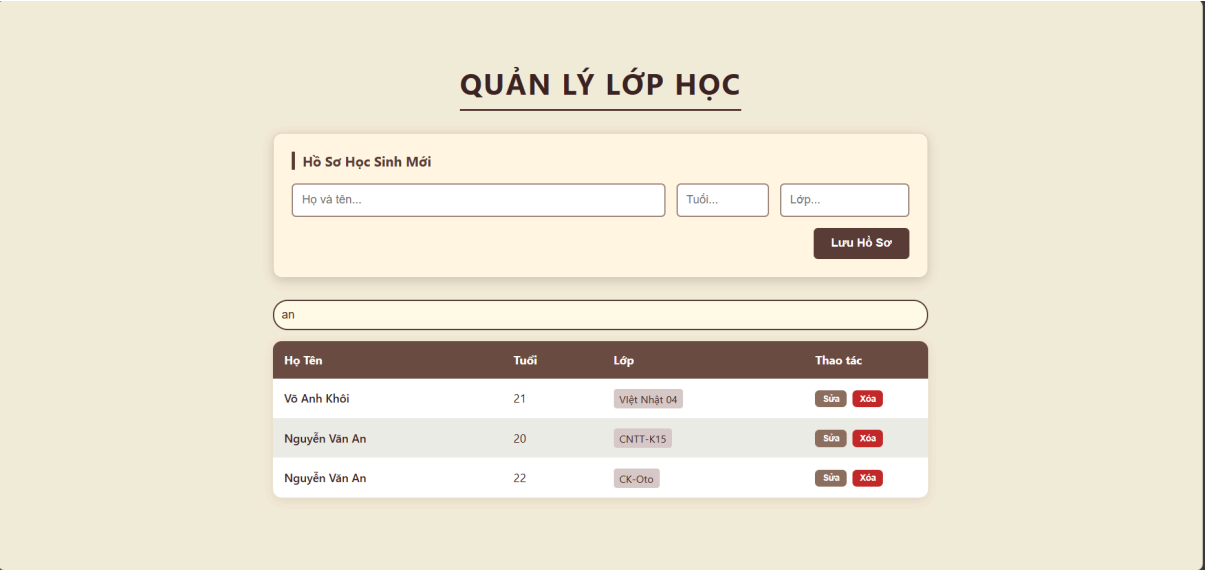 QUẢN LÝ LỚP HỌC
Hồ Sơ Học Sinh Mới
Họ và tên... Tuổi... Lớp...
Lưu Hồ Sơ
an
Họ Tên Tuổi Lớp Thao tác
Võ Anh Khôi 21 Việt Nhật 04 Sửa Xóa
Nguyễn Văn An 20 CNTT-K15 Sửa Xóa
Nguyễn Văn An 22 CK-Oto Sửa Xóa